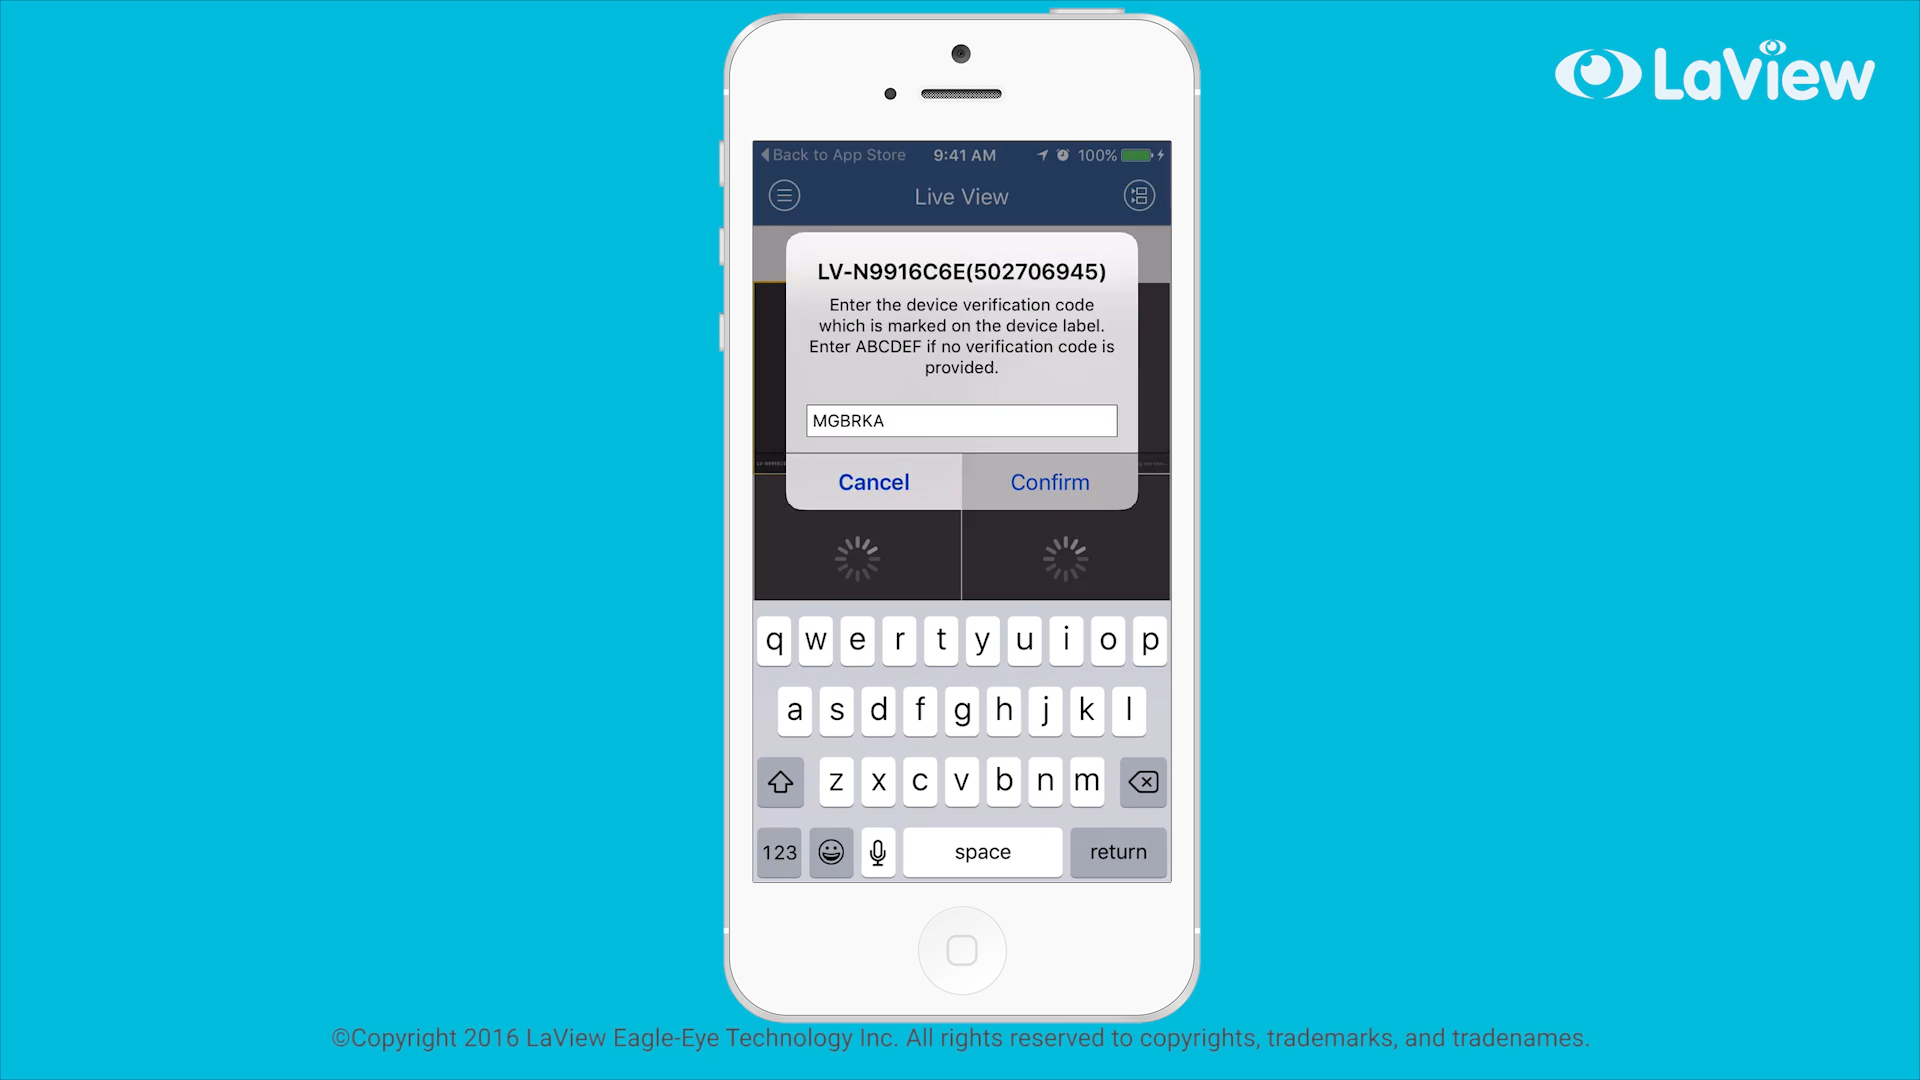 LaView
Back to App Store 9:41 AM 100%
Live View
LV-N9916C6E(502706945)
Enter the device verification code
which is marked on the device label.
Enter ABCDEF if no verification code is
provided.
MGBRKA
Cancel Confirm
q w e r t y u i o p
a s d f g h j k l
z x c v b n m
123 space return
©Copyright 2016 LaView Eagle-Eye Technology Inc. All rights reserved to copyrights, trademarks, and tradenames.